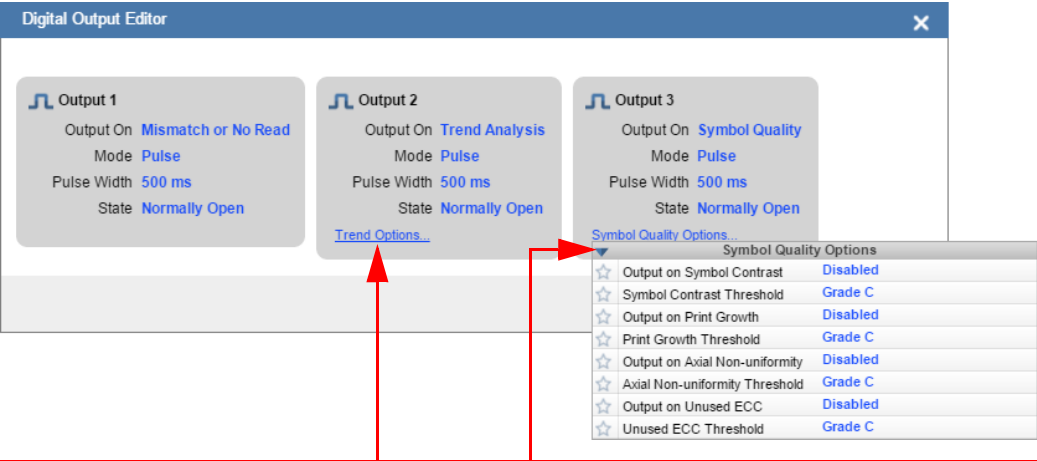 Digital Output Editor
Output 1
Output On Mismatch or No Read
Mode Pulse
Pulse Width 500 ms
State Normally Open
Output 2
Output On Trend Analysis
Mode Pulse
Pulse Width 500 ms
State Normally Open
Trend Options...
Output 3
Output On Symbol Quality
Mode Pulse
Pulse Width 500 ms
State Normally Open
Symbol Quality Options...
Symbol Quality Options
Output on Symbol Contrast Disabled
Symbol Contrast Threshold Grade C
Output on Print Growth Disabled
Print Growth Threshold Grade C
Output on Axial Non-uniformity Disabled
Axial Non-uniformity Threshold Grade C
Output on Unused ECC Disabled
Unused ECC Threshold Grade C